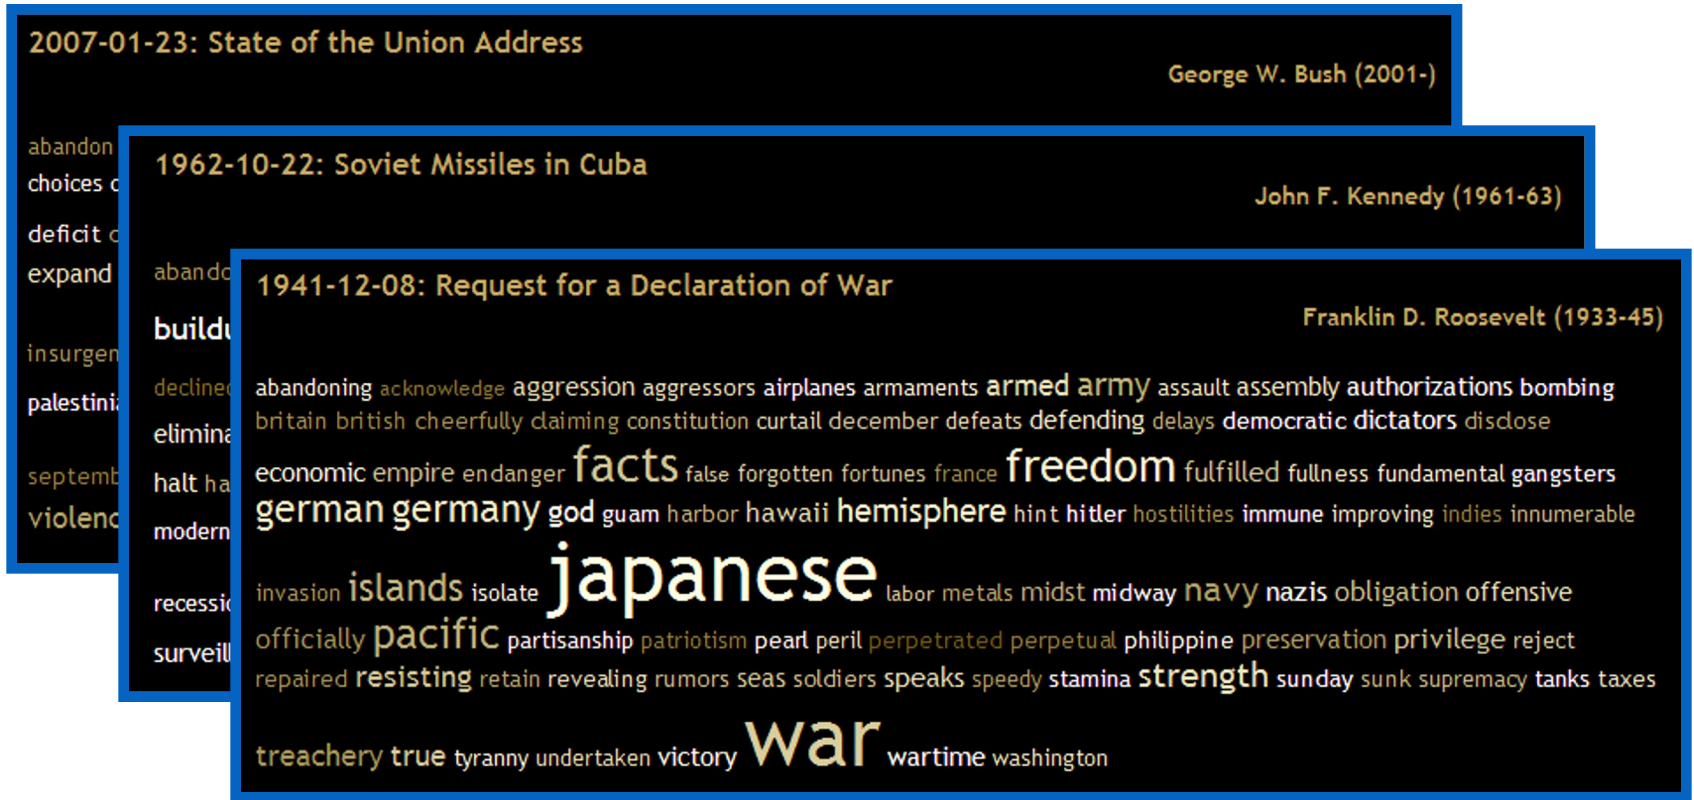 2007-01-23: State of the Union Address
George W. Bush (2001-)
abandon
choices
deficit
expand
palestini
violenc
1962-10-22: Soviet Missiles in Cuba
John F. Kennedy (1961-63)
abando
build
declined
elimina
halt ha
modern
recessi
surveill
1941-12-08: Request for a Declaration of War
Franklin D. Roosevelt (1933-45)
abandoning acknowledge aggression aggressors airplanes armaments armed army assault assembly authorizations bombing
britain british cheerfully claiming constitution curtail december defeats defending delays democratic dictators disclose
economic empire endanger facts false forgotten fortunes france freedom fulfilled fullness fundamental gangsters
german germany god guam harbor hawaii hemisphere hint hitler hostilities immune improving indies innumerable
invasion islands isolate japanese labor metals midst midway navy nazis obligation offensive
officially pacific partisanship patriotism pearl peril perpetrated perpetual philippine preservation privilege reject
repaired resisting retain revealing rumors seas soldiers speaks speedy stamina strength sunday sunk supremacy tanks taxes
treachery true tyranny undertaken victory war wartime washington